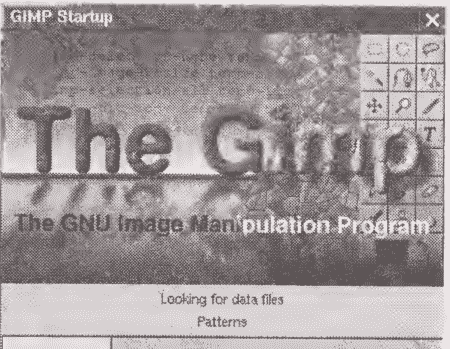 GIMP Startup
The Gimp
The GNU Image Manipulation Program
Looking for data files
Patterns